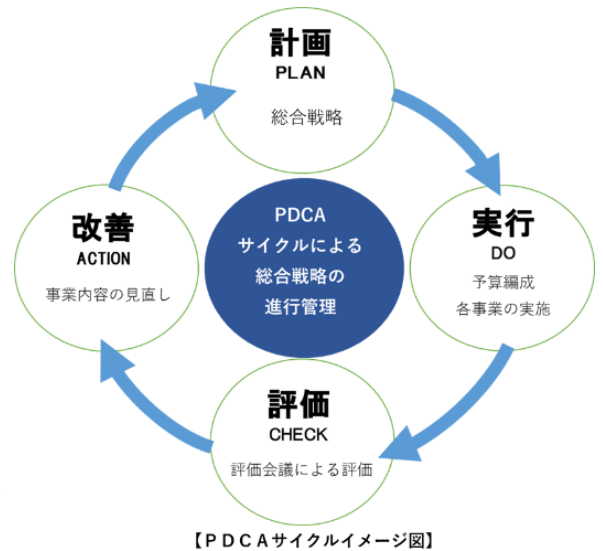 計画
PLAN
総合戦略
実行
DO
予算編成
各事業の実施
評価
CHECK
評価会議による評価
改善
ACTION
事業内容の見直し
PDCA
サイクルによる
総合戦略の
進行管理
【ＰＤＣＡサイクルイメージ図】